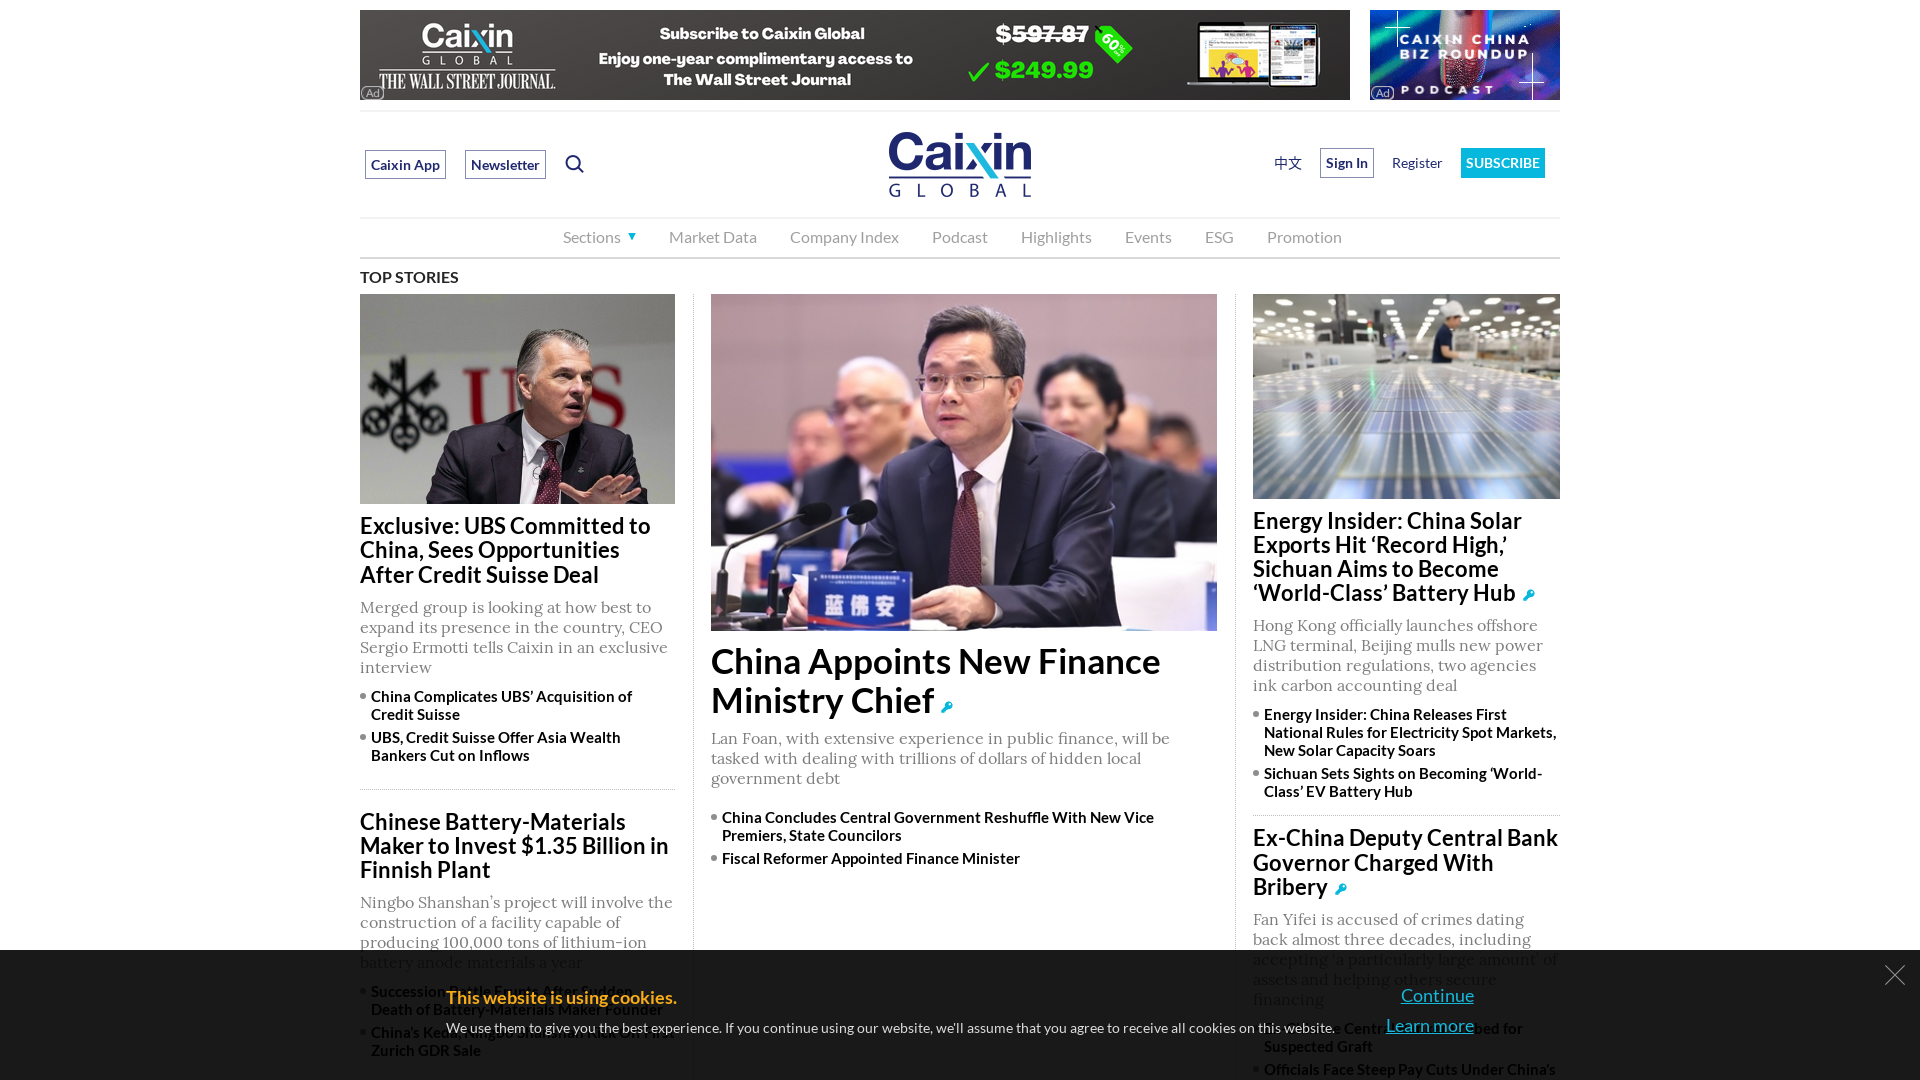 Caixin
GLOBAL
THE WALL STREET JOURNAL.
Ad
Subscribe to Caixin Global
Enjoy one-year complimentary access to
The Wall Street Journal
$597.87
60%
$249.99
CAIXIN CHINA
BIZ ROUNDUP
PODCAST
Ad
Caixin App
Newsletter
Caixin
GLOBAL
中文
Sign In
Register
SUBSCRIBE
Sections ▼
Market Data
Company Index
Podcast
Highlights
Events
ESG
Promotion
TOP STORIES
UBS
Exclusive: UBS Committed to
China, Sees Opportunities
After Credit Suisse Deal
Merged group is looking at how best to
expand its presence in the country, CEO
Sergio Ermotti tells Caixin in an exclusive
interview
China Complicates UBS’ Acquisition of
Credit Suisse
UBS, Credit Suisse Offer Asia Wealth
Bankers Cut on Inflows
Chinese Battery-Materials
Maker to Invest $1.35 Billion in
Finnish Plant
Ningbo Shanshan’s project will involve the
construction of a facility capable of
producing 100,000 tons of lithium-ion
battery anode materials a year
Succession Battle Erupts After Sudden
Death of Battery-Materials Maker Founder
China’s Keda, Ningbo Shanshan Kick Off First
Zurich GDR Sale
蓝佛安
China Appoints New Finance
Ministry Chief
Lan Foan, with extensive experience in public finance, will be
tasked with dealing with trillions of dollars of hidden local
government debt
China Concludes Central Government Reshuffle With New Vice
Premiers, State Councilors
Fiscal Reformer Appointed Finance Minister
Energy Insider: China Solar
Exports Hit ‘Record High,’
Sichuan Aims to Become
‘World-Class’ Battery Hub
Hong Kong officially launches offshore
LNG terminal, Beijing mulls new power
distribution regulations, two agencies
ink carbon accounting deal
Energy Insider: China Releases First
National Rules for Electricity Spot Markets,
New Solar Capacity Soars
Sichuan Sets Sights on Becoming ‘World-
Class’ EV Battery Hub
Ex-China Deputy Central Bank
Governor Charged With
Bribery
Fan Yifei is accused of crimes dating
back almost three decades, including
accepting ‘a particularly large amount’ of
assets and helping others secure
financing
Suspected Graft
Officials Face Steep Pay Cuts Under China’s
This website is using cookies.
We use them to give you the best experience. If you continue using our website, we'll assume that you agree to receive all cookies on this website.
Continue
Learn more